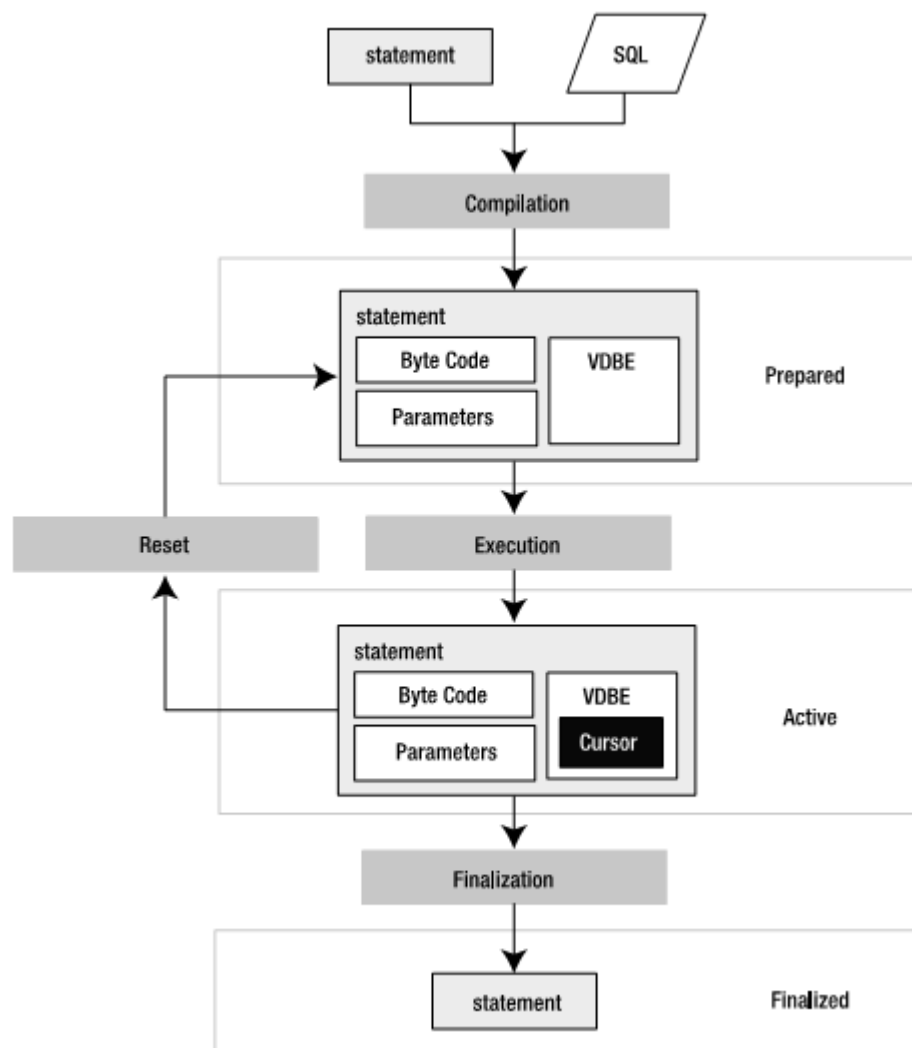 statement
SQL
Compilation
statement
Byte Code
VDBE
Prepared
Parameters
Reset
Execution
statement
Byte Code
VDBE
Active
Parameters
Cursor
Finalization
statement
Finalized